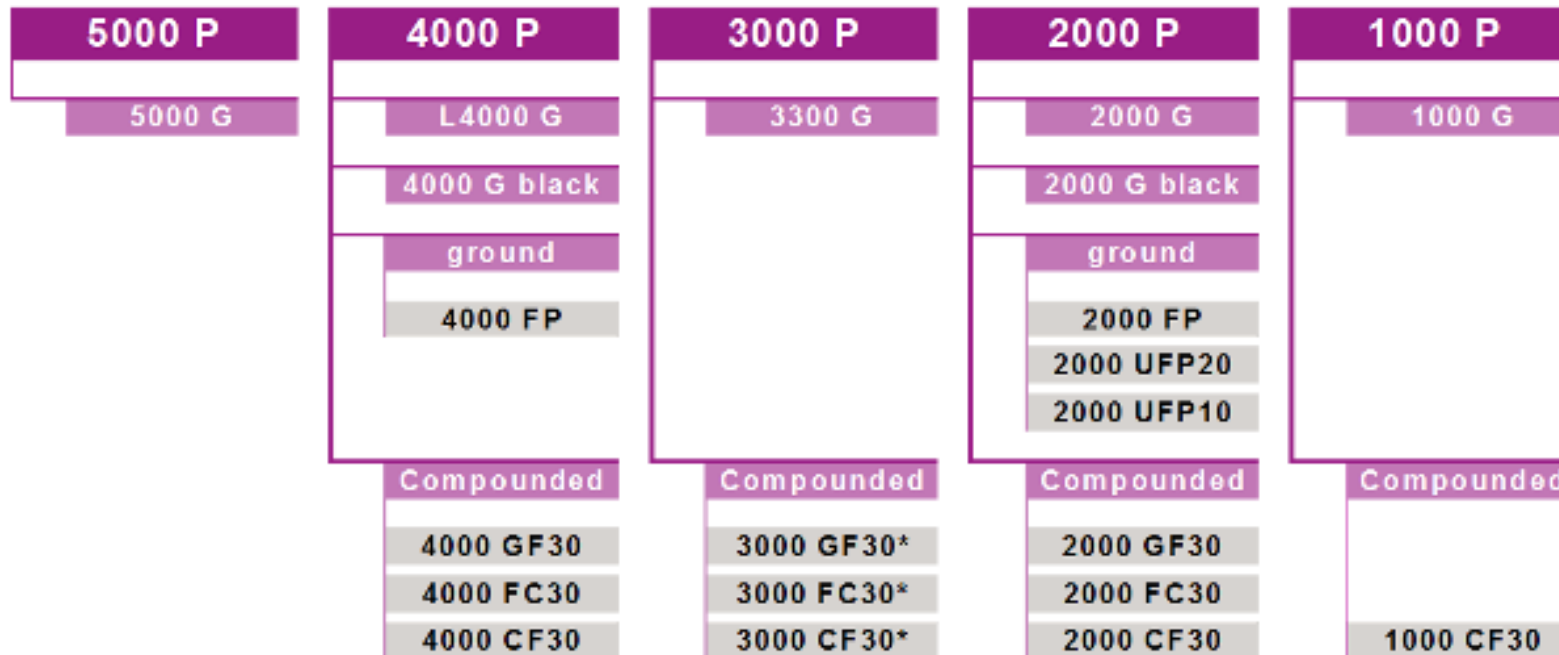 5000 P
5000 G
4000 P
L4000 G
4000 G black
ground
4000 FP
Compounded
4000 GF30
4000 FC30
4000 CF30
3000 P
3300 G
Compounded
3000 GF30*
3000 FC30*
3000 CF30*
2000 P
2000 G
2000 G black
ground
2000 FP
2000 UFP20
2000 UFP10
Compounded
2000 GF30
2000 FC30
2000 CF30
1000 P
1000 G
Compounded
1000 CF30